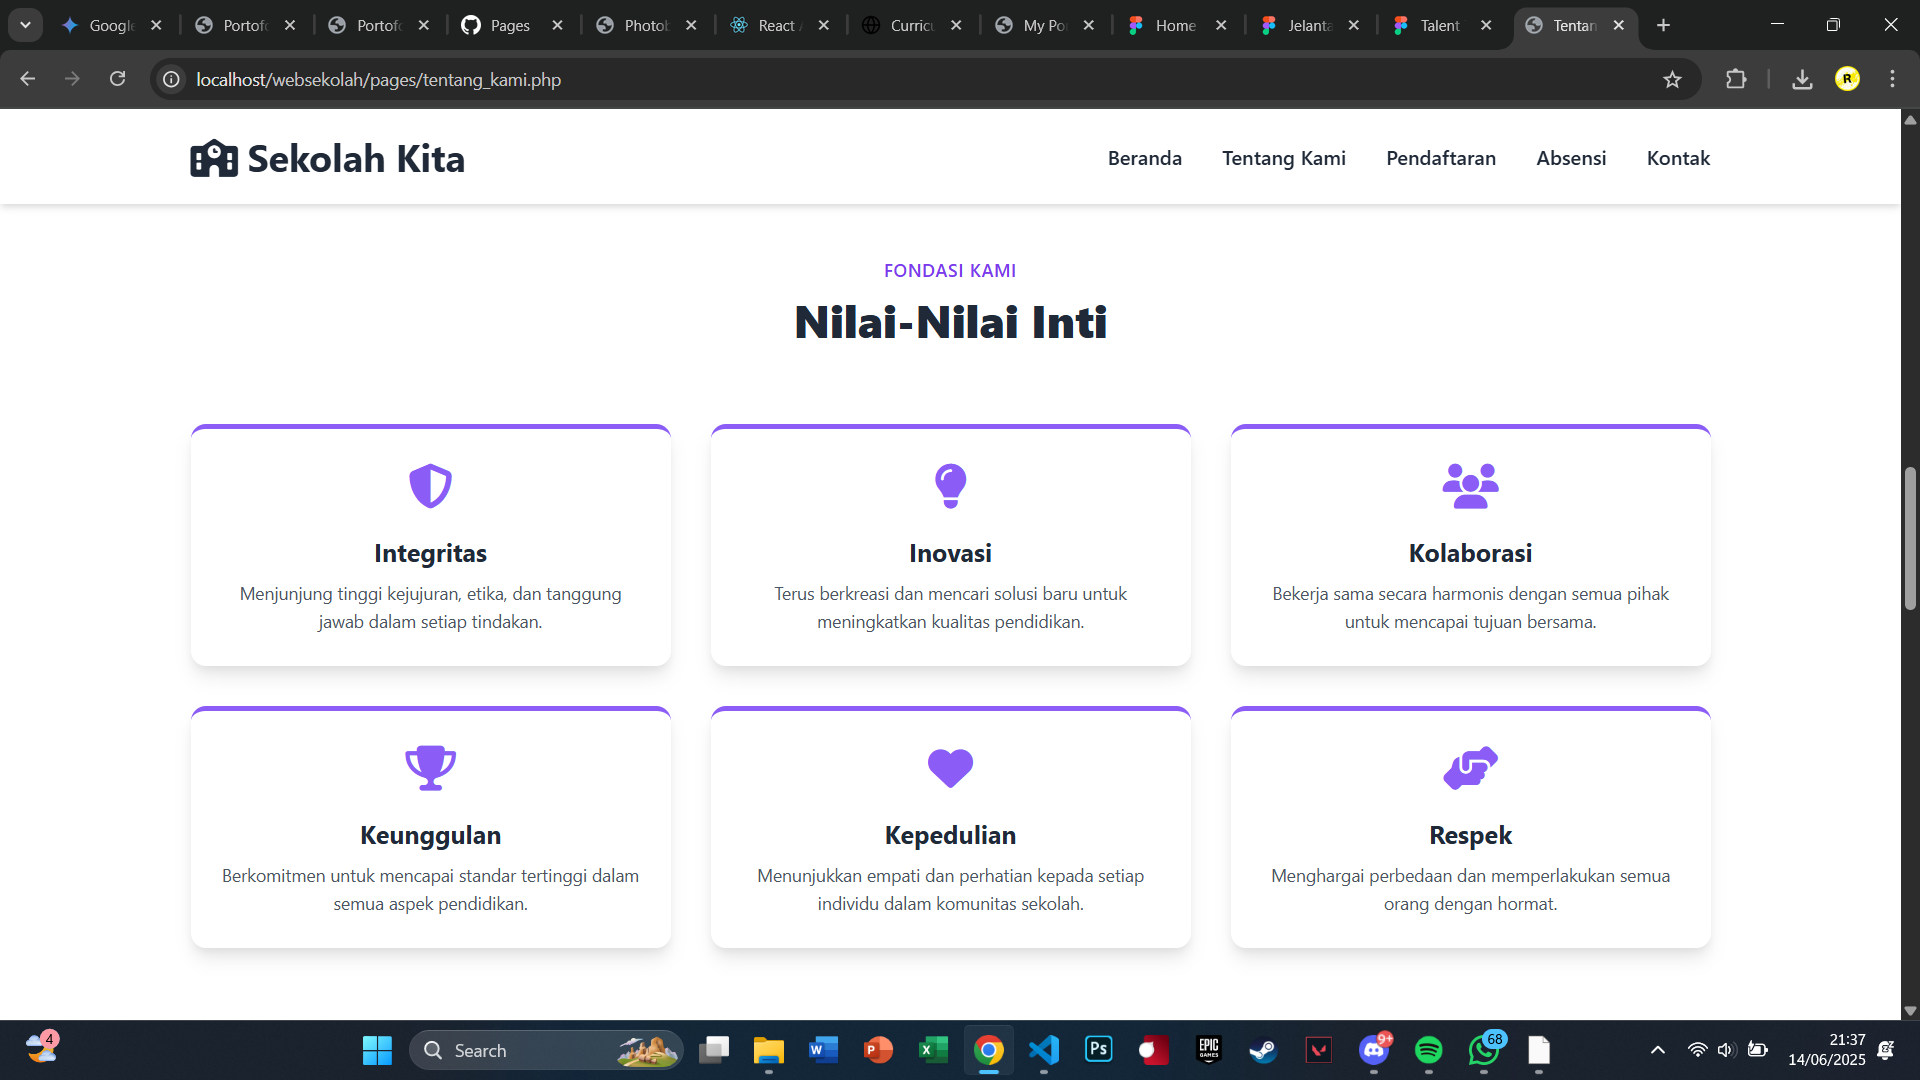 Google
Portofo
Portofo
Pages
Photob
React A
Curricu
My Por
Home
Jelanta
Talent
Tentan
localhost/websekolah/pages/tentang_kami.php
R
Sekolah Kita
Beranda
Tentang Kami
Pendaftaran
Absensi
Kontak
FONDASI KAMI
Nilai-Nilai Inti
Integritas
Menjunjung tinggi kejujuran, etika, dan tanggung
jawab dalam setiap tindakan.
Inovasi
Terus berkreasi dan mencari solusi baru untuk
meningkatkan kualitas pendidikan.
Kolaborasi
Bekerja sama secara harmonis dengan semua pihak
untuk mencapai tujuan bersama.
Keunggulan
Berkomitmen untuk mencapai standar tertinggi dalam
semua aspek pendidikan.
Kepedulian
Menunjukkan empati dan perhatian kepada setiap
individu dalam komunitas sekolah.
Respek
Menghargai perbedaan dan memperlakukan semua
orang dengan hormat.
4
Search
W
P
X
Ps
EPIC
GAMES
9+
68
21:37
14/06/2025